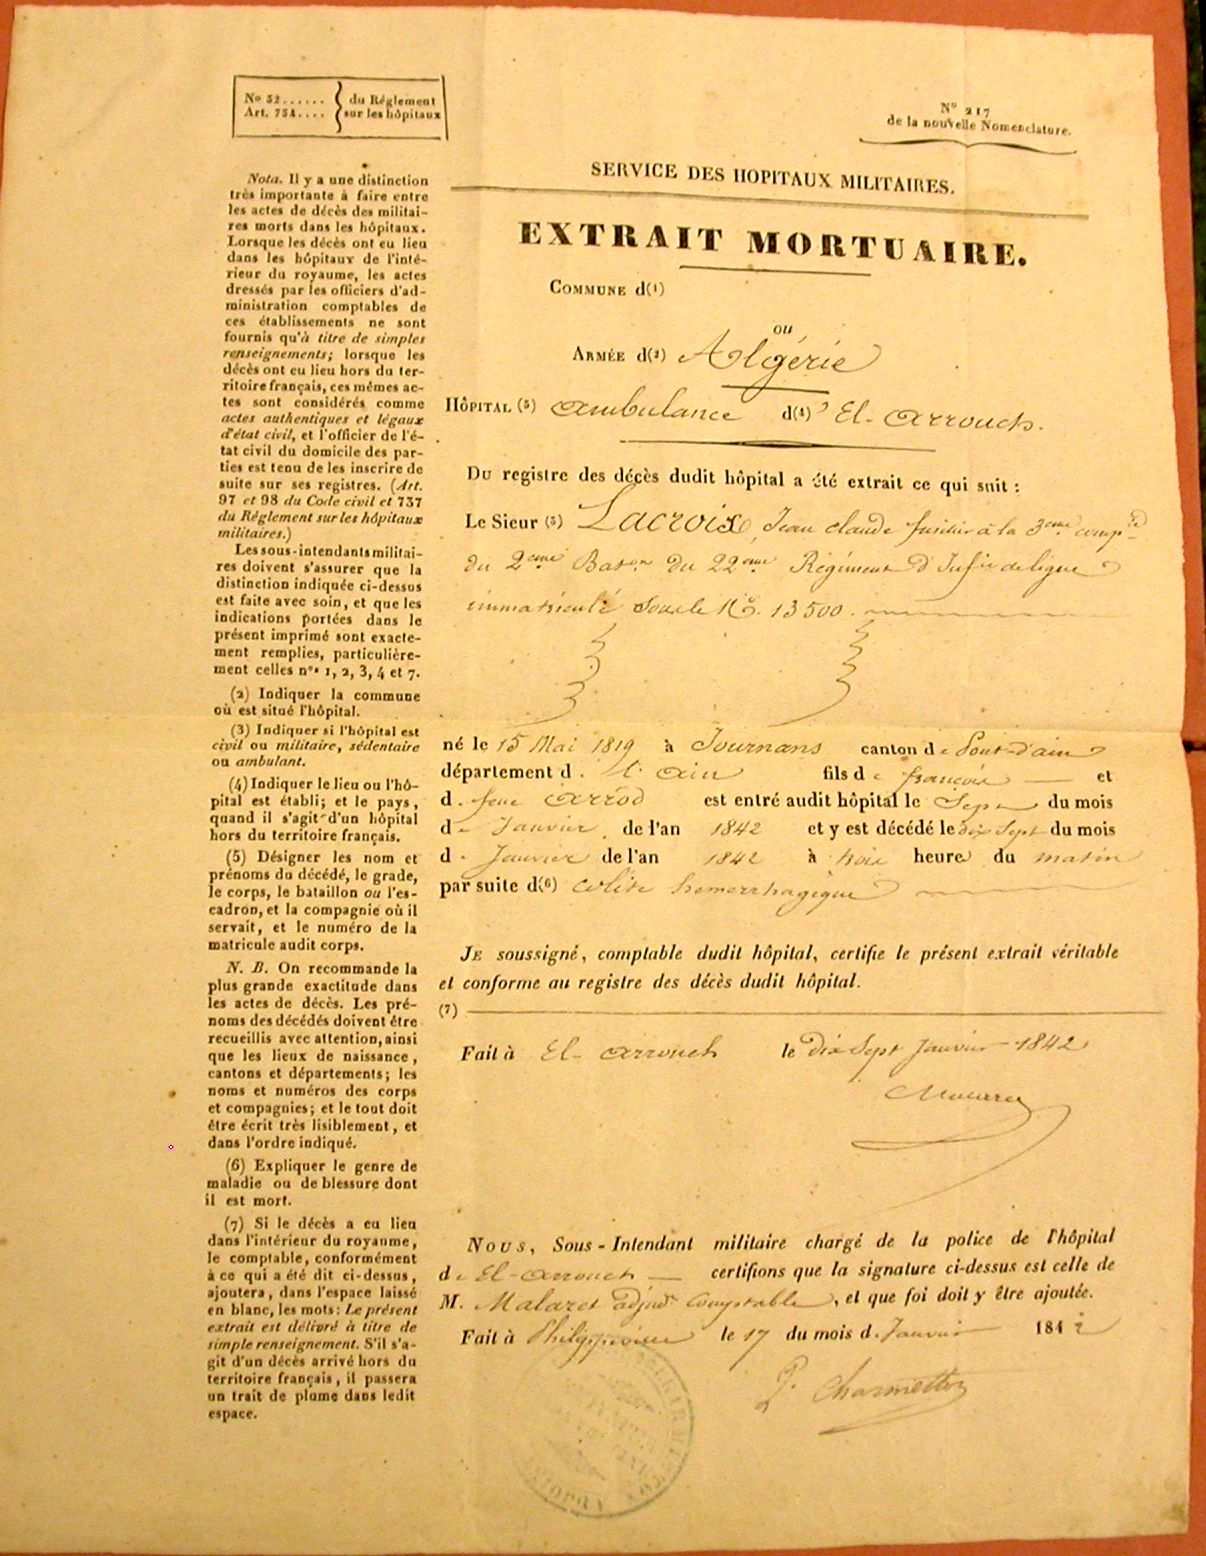 No 52...... du Réglement
Art. 754.... sur les hôpitaux
N° 217
de la nouvelle Nomenclature.
Nota. Il y a une distinction
très importante à faire entre
les actes de décès des militai-
res morts dans les hôpitaux.
Lorsque les décès ont eu lieu
dans les hôpitaux de l'inté-
rieur du royaume, les actes
dressés par les officiers d'ad-
ministration comptables de
ces établissements ne sont
fournis qu'à titre de simples
renseignements; lorsque les
décès ont eu lieu hors du ter-
ritoire français, ces mêmes ac-
tes sont considérés comme
actes authentiques et légaux
d'état civil, et l'officier de l'é-
tat civil du domicile des par-
ties est tenu de les inscrire de
suite sur ses registres. (Art.
97 et 98 du Code civil et 737
du Réglement sur les hôpitaux
militaires.)
Les sous-intendants militai-
res doivent s'assurer que la
distinction indiquée ci-dessus
est faite avec soin, et que les
indications portées dans le
présent imprimé sont exacte-
ment remplies, particulière-
ment celles nos 1, 2, 3, 4 et 7.
(2) Indiquer la commune
où est situé l'hôpital.
(3) Indiquer si l'hôpital est
civil ou militaire, sédentaire
ou ambulant.
(4) Indiquer le lieu ou l'hô-
pital est établi; et le pays,
quand il s'agit d'un hôpital
hors du territoire français.
(5) Désigner les nom et
prénoms du décédé, le grade,
le corps, le bataillon ou l'es-
cadron, et la compagnie où il
servait, et le numéro de la
matricule audit corps.
N. B. On recommande la
plus grande exactitude dans
les actes de décès. Les pré-
noms des décédés doivent être
recueillis avec attention, ainsi
que les lieux de naissance,
cantons et départements; les
noms et numéros des corps
et compagnies; et le tout doit
être écrit très lisiblement, et
dans l'ordre indiqué.
(6) Expliquer le genre de
maladie ou de blessure dont
il est mort.
(7) Si le décès a eu lieu
dans l'intérieur du royaume,
le comptable, conformément
à ce qui a été dit ci-dessus,
ajoutera, dans l'espace laissé
en blanc, les mots: Le présent
extrait est délivré à titre de
simple renseignement. S'il s'a-
git d'un décès arrivé hors du
territoire français, il passera
un trait de plume dans ledit
espace.
SERVICE DES HOPITAUX MILITAIRES.
EXTRAIT MORTUAIRE.
COMMUNE d(1)
ou
ARMÉE d(2) Algérie
HÔPITAL (3) Ambulance d(4) 'El-Arrouch.
DU registre des décès dudit hôpital a été extrait ce qui suit :
Le Sieur (5) Lacroix, Jean Claude fusilier à la 3eme compie
du 2eme Baton du 22eme Régiment d'Infie de ligne
immatriculé sous le No. 13500.
né le 15 Mai 1819 à Journans canton de Pont-d'ain
département d. l'ain fils de françois et
d. feue Arrod est entré audit hôpital le Sept du mois
de Janvier de l'an 1842 et y est décédé le dix Sept du mois
de Janvier de l'an 1842 à trois heures du matin
par suite d(6) colite hemorrhagique
JE soussigné, comptable dudit hôpital, certifie le présent extrait véritable
et conforme au registre des décès dudit hôpital.
(7)
Fait à El-Arrouch le dix Sept Janvier 1842
NOUS, Sous-Intendant militaire chargé de la police de l'hôpital
de El-Arrouch certifions que la signature ci-dessus est celle de
M. Malaret adjudt comptable, et que foi doit y être ajoutée.
Fait à Philippeville le 17 du mois d. Janvier 1842